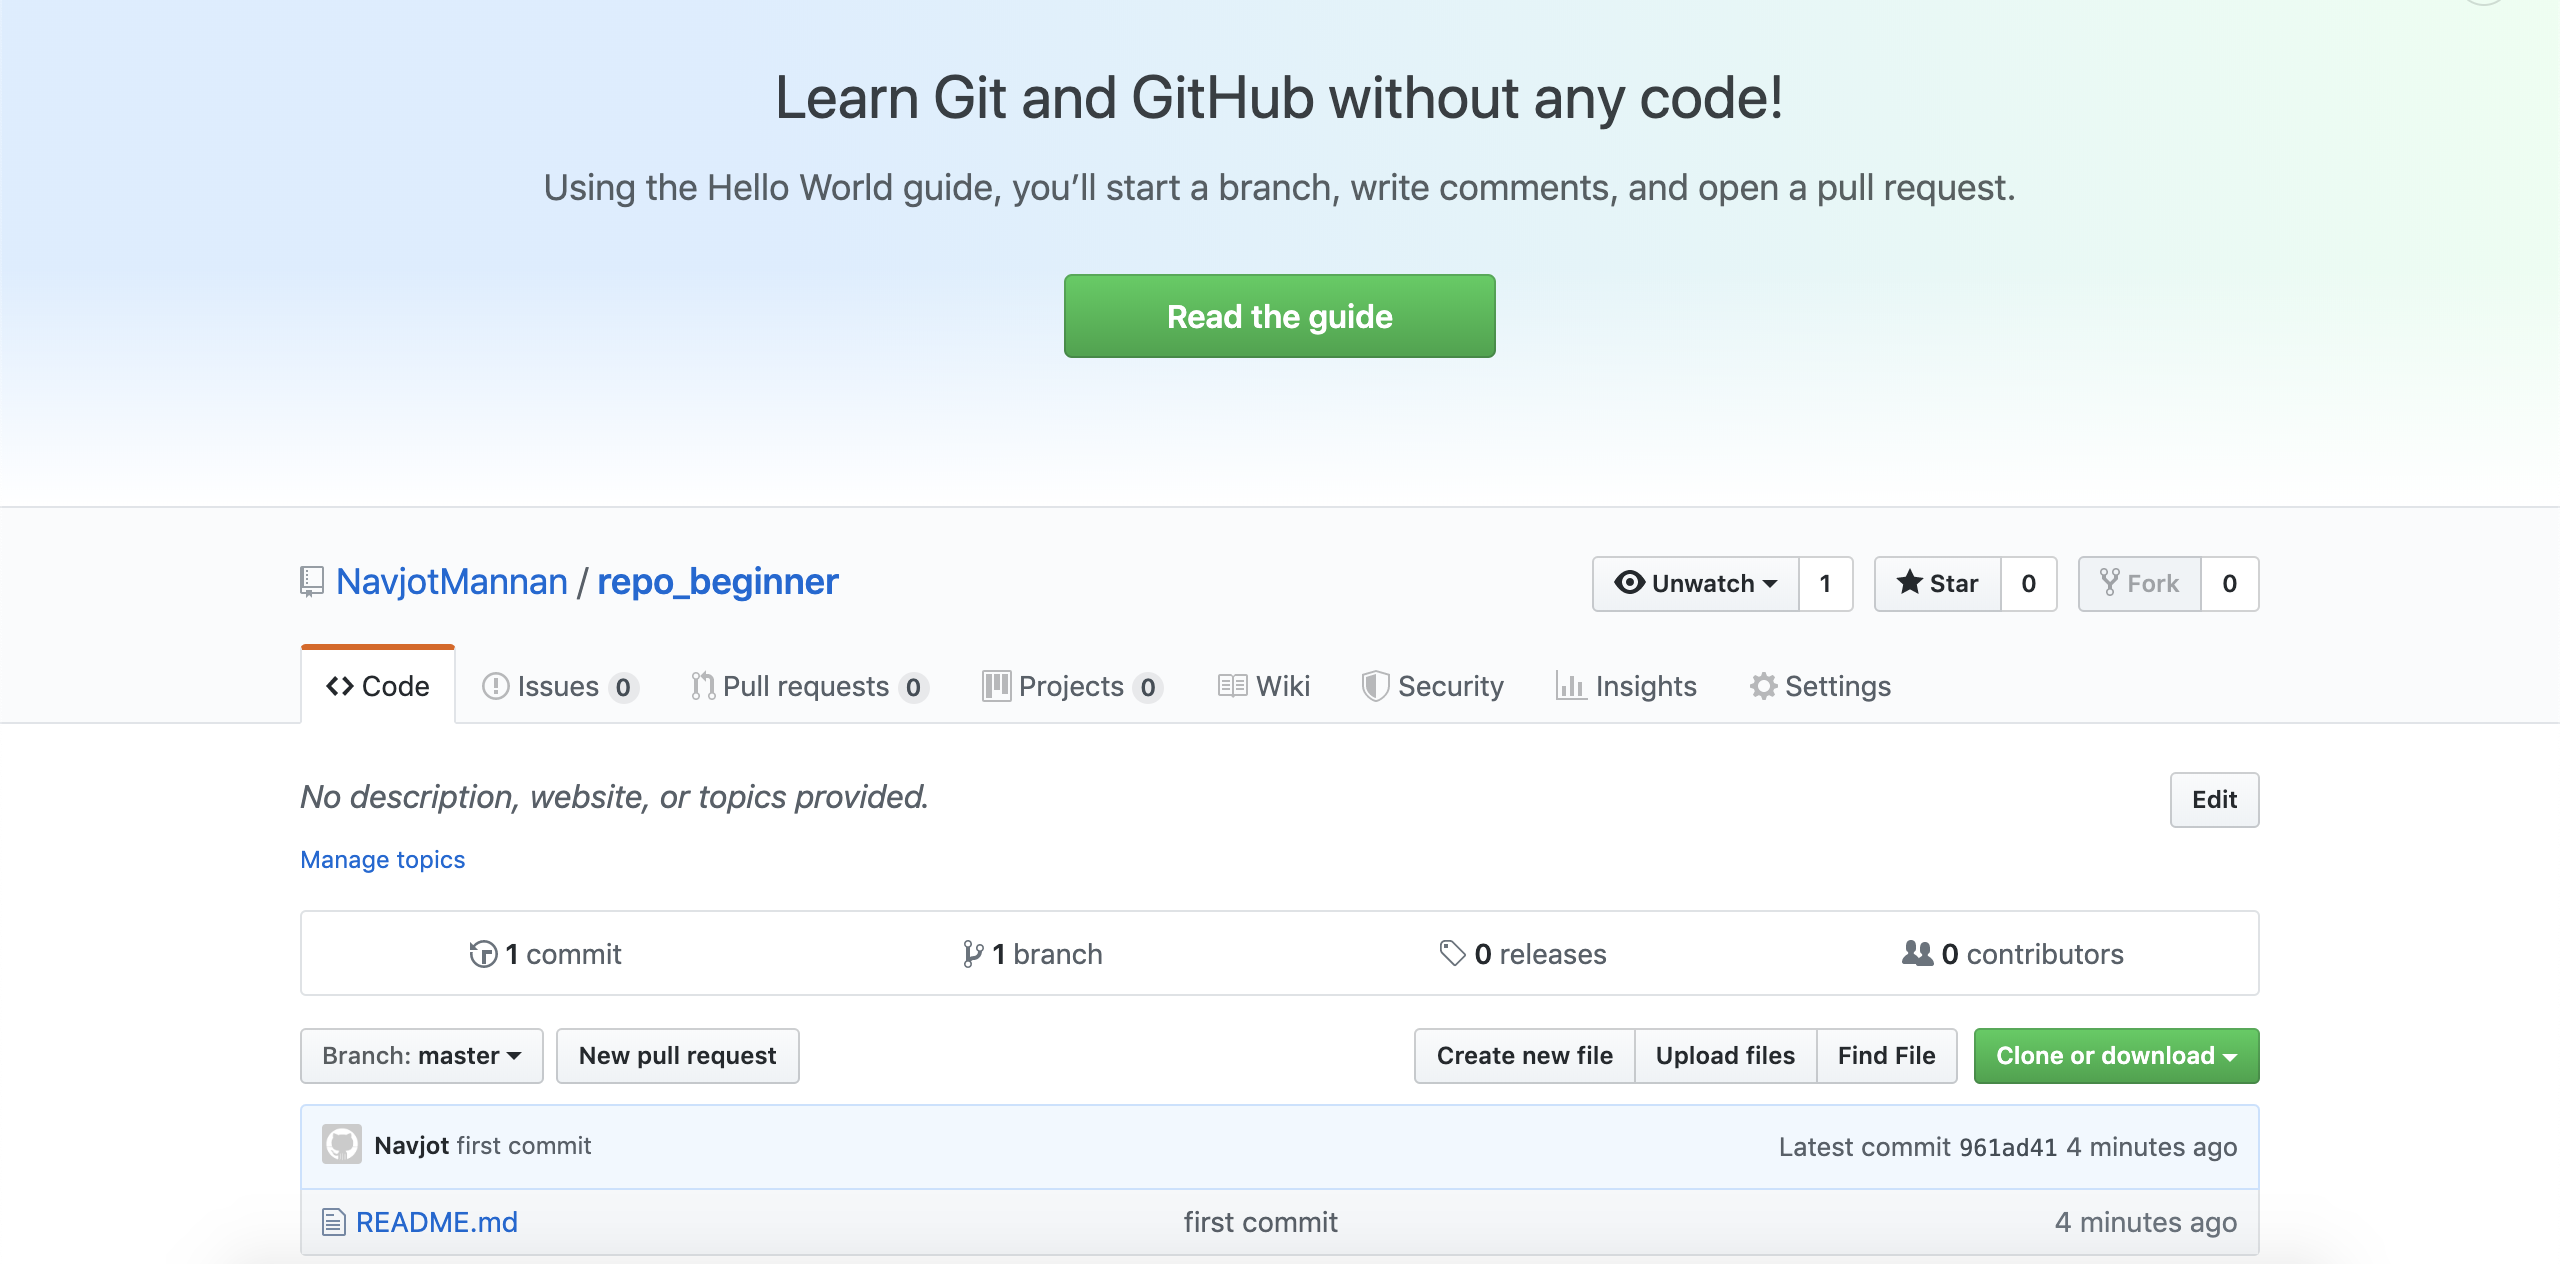 Learn Git and GitHub without any code!
Using the Hello World guide, you’ll start a branch, write comments, and open a pull request.
Read the guide
NavjotMannan / repo_beginner
Unwatch 1 Star 0 Fork 0
Code Issues 0 Pull requests 0 Projects 0 Wiki Security Insights Settings
No description, website, or topics provided.
Edit
Manage topics
1 commit 1 branch 0 releases 0 contributors
Branch: master New pull request Create new file Upload files Find File Clone or download
Navjot first commit Latest commit 961ad41 4 minutes ago
README.md first commit 4 minutes ago